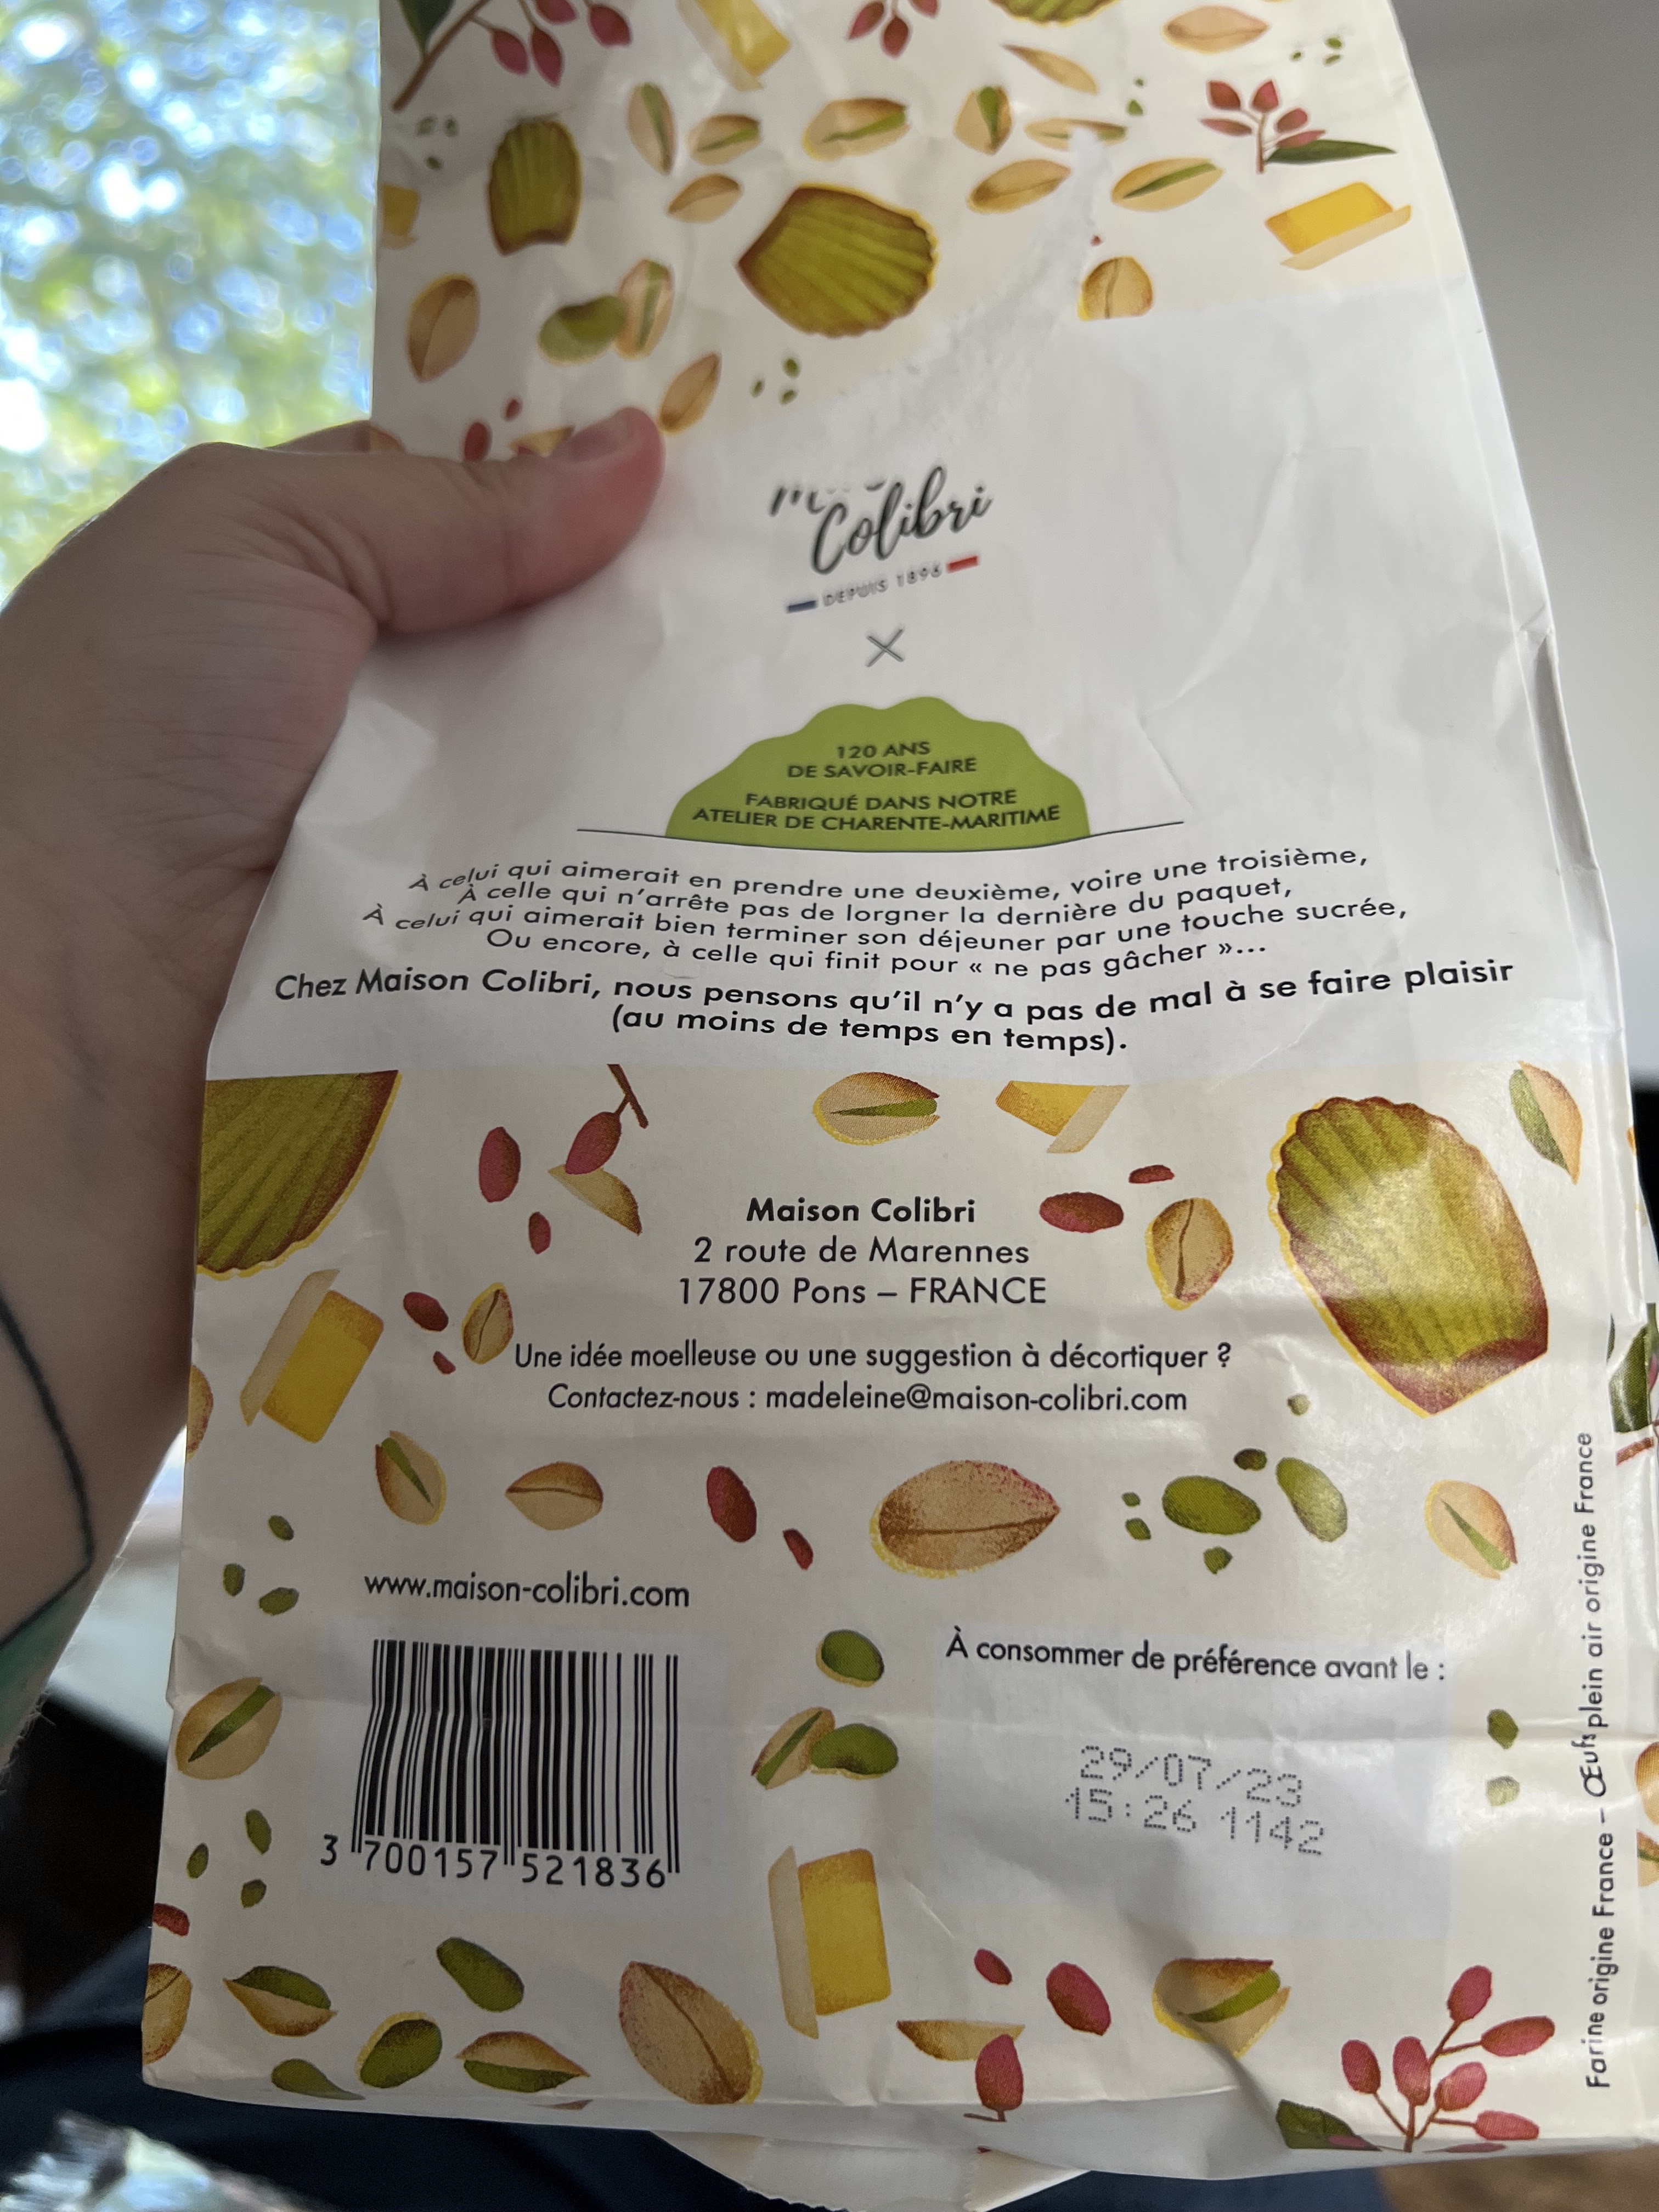 Colibri
DEPUIS 1896
×
120 ANS
DE SAVOIR-FAIRE
FABRIQUÉ DANS NOTRE
ATELIER DE CHARENTE-MARITIME
À celui qui aimerait en prendre une deuxième, voire une troisième,
À celle qui n'arrête pas de lorgner la dernière du paquet,
À celui qui aimerait bien terminer son déjeuner par une touche sucrée,
Ou encore, à celle qui finit pour « ne pas gâcher »...
Chez Maison Colibri, nous pensons qu'il n'y a pas de mal à se faire plaisir
(au moins de temps en temps).
Maison Colibri
2 route de Marennes
17800 Pons – FRANCE
Une idée moelleuse ou une suggestion à décortiquer ?
Contactez-nous : madeleine@maison-colibri.com
www.maison-colibri.com
3 700157 521836
À consommer de préférence avant le :
29/07/23
15:26 1142
Farine origine France – Œufs plein air origine France